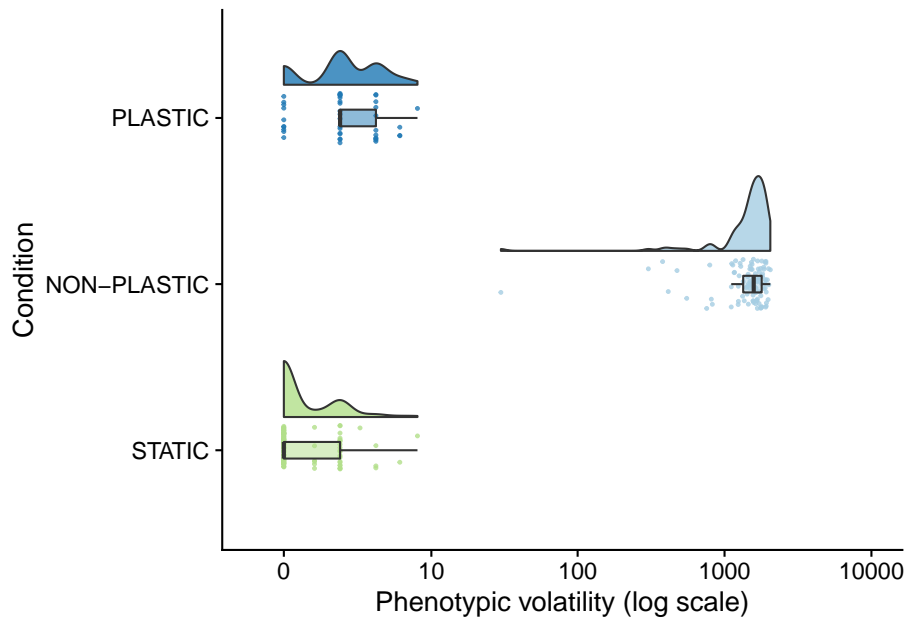 Condition
PLASTIC
NON−PLASTIC
STATIC
0 10 100 1000 10000
Phenotypic volatility (log scale)